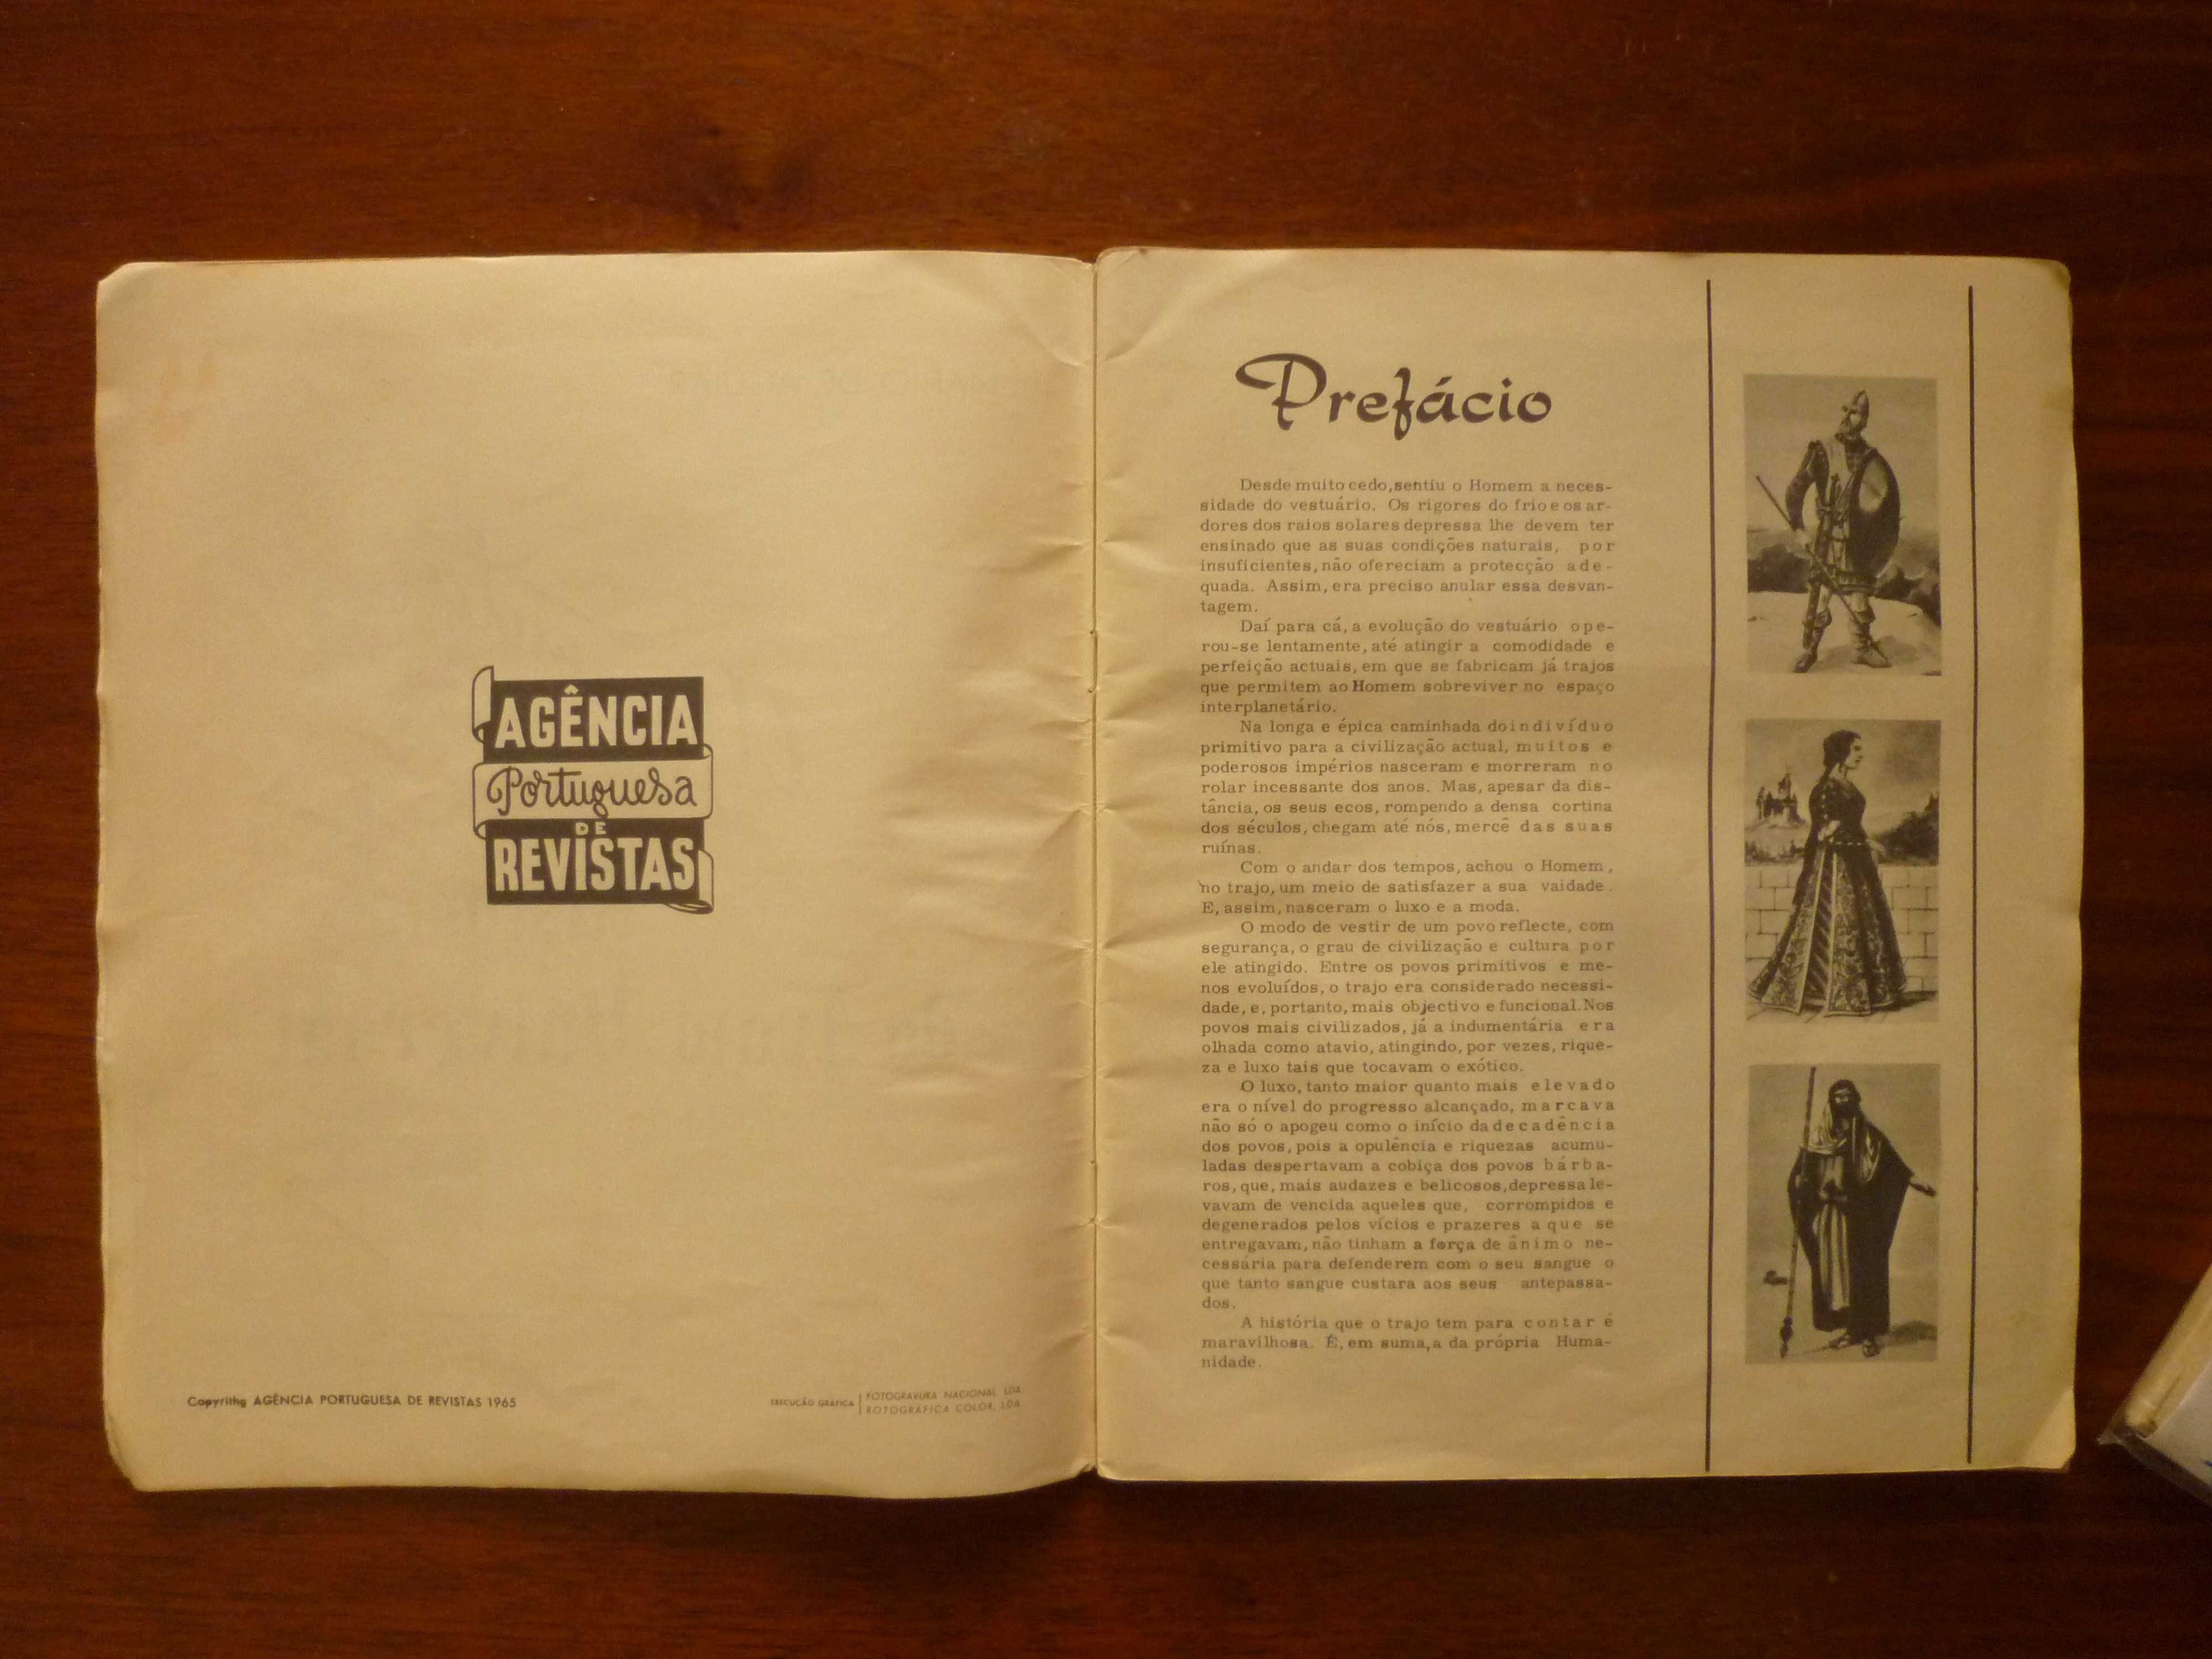 AGÊNCIA
Portuguesa
DE
REVISTAS
Copyrithg AGÊNCIA PORTUGUESA DE REVISTAS 1965
EXECUÇÃO GRÁFICA
FOTOGRAVURA NACIONAL, LDA
ROTOGRÁFICA COLOR, LDA
Prefácio
Desde muito cedo, sentiu o Homem a neces-
sidade do vestuário. Os rigores do frio e os ar-
dores dos raios solares depressa lhe devem ter
ensinado que as suas condições naturais, por
insuficientes, não ofereciam a protecção ade-
quada. Assim, era preciso anular essa desvan-
tagem.
Daí para cá, a evolução do vestuário ope-
rou-se lentamente, até atingir a comodidade e
perfeição actuais, em que se fabricam já trajos
que permitem ao Homem sobreviver no espaço
interplanetário.
Na longa e épica caminhada do indivíduo
primitivo para a civilização actual, muitos e
poderosos impérios nasceram e morreram no
rolar incessante dos anos. Mas, apesar da dis-
tância, os seus ecos, rompendo a densa cortina
dos séculos, chegam até nós, mercê das suas
ruínas.
Com o andar dos tempos, achou o Homem,
no trajo, um meio de satisfazer a sua vaidade.
E, assim, nasceram o luxo e a moda.
O modo de vestir de um povo reflecte, com
segurança, o grau de civilização e cultura por
ele atingido. Entre os povos primitivos e me-
nos evoluídos, o trajo era considerado necessi-
dade, e, portanto, mais objectivo e funcional. Nos
povos mais civilizados, já a indumentária era
olhada como atavio, atingindo, por vezes, rique-
za e luxo tais que tocavam o exótico.
O luxo, tanto maior quanto mais elevado
era o nível do progresso alcançado, marcava
não só o apogeu como o início da decadência
dos povos, pois a opulência e riquezas acumu-
ladas despertavam a cobiça dos povos bárba-
ros, que, mais audazes e belicosos, depressa le-
vavam de vencida aqueles que, corrompidos e
degenerados pelos vícios e prazeres a que se
entregavam, não tinham a força de ânimo ne-
cessária para defenderem com o seu sangue o
que tanto sangue custara aos seus antepassa-
dos.
A história que o trajo tem para contar é
maravilhosa. É, em suma, a da própria Huma-
nidade.